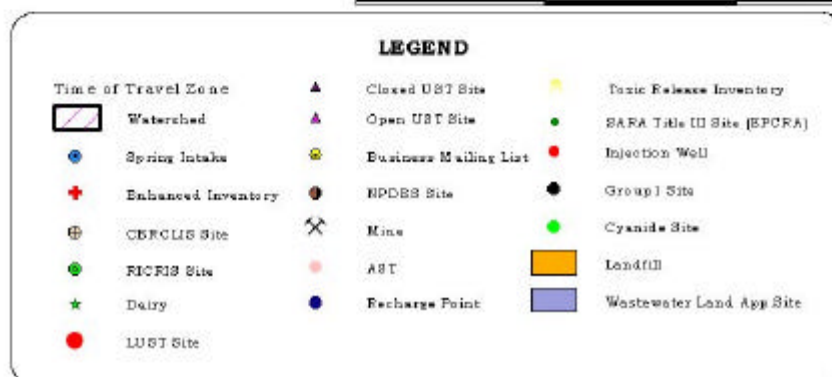 LEGEND
Time of Travel Zone
Watershed
Spring Intake
Enhanced Inventory
CERCLIS Site
RICRIS Site
Dairy
LUST Site
Closed UST Site
Open UST Site
Business Mailing List
NPDES Site
Mine
AST
Recharge Point
Toxic Release Inventory
SARA Title III Site (EPCRA)
Injection Well
Group1 Site
Cyanide Site
Landfill
Wastewater Land App Site